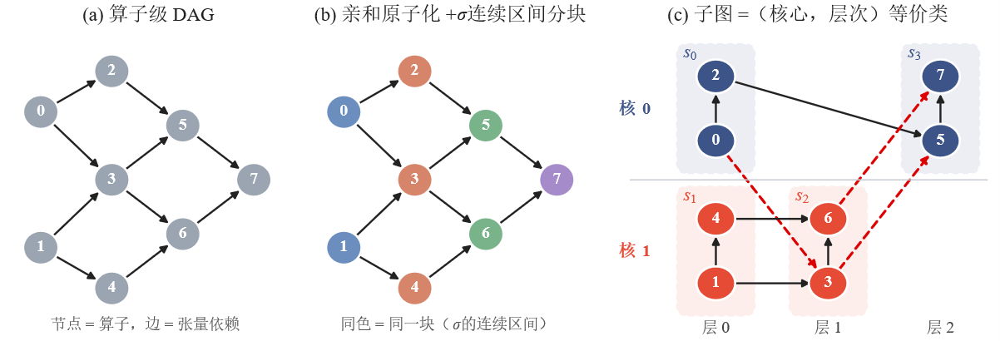 (a) 算子级 DAG
2
0
5
3
7
1
6
4
节点 = 算子，边 = 张量依赖
(b) 亲和原子化 +σ连续区间分块
2
0
5
3
7
1
6
4
同色 = 同一块（σ的连续区间）
(c) 子图 =（核心，层次）等价类
核 0
s0
2
0
s3
7
5
核 1
s1
4
1
s2
6
3
层 0
层 1
层 2